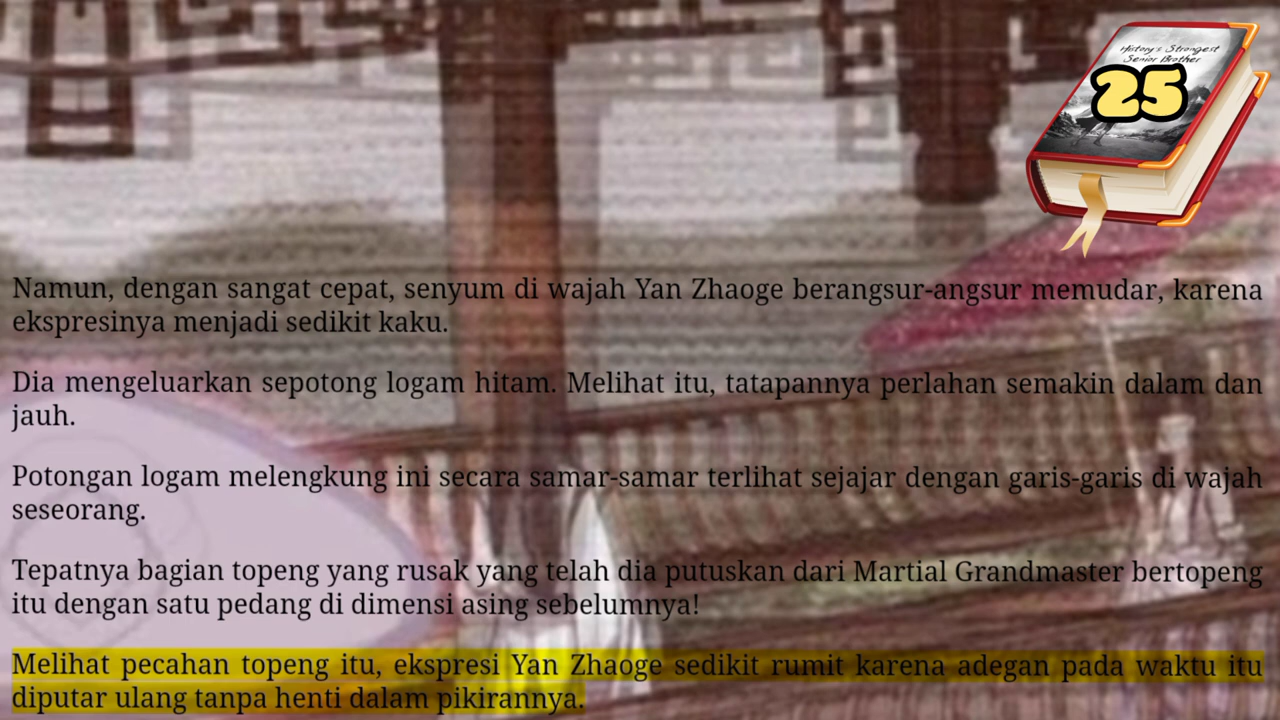 History's Strongest
Senior Brother
25
Namun, dengan sangat cepat, senyum di wajah Yan Zhaoge berangsur-angsur memudar, karena
ekspresinya menjadi sedikit kaku.
Dia mengeluarkan sepotong logam hitam. Melihat itu, tatapannya perlahan semakin dalam dan
jauh.
Potongan logam melengkung ini secara samar-samar terlihat sejajar dengan garis-garis di wajah
seseorang.
Tepatnya bagian topeng yang rusak yang telah dia putuskan dari Martial Grandmaster bertopeng
itu dengan satu pedang di dimensi asing sebelumnya!
Melihat pecahan topeng itu, ekspresi Yan Zhaoge sedikit rumit karena adegan pada waktu itu
diputar ulang tanpa henti dalam pikirannya.